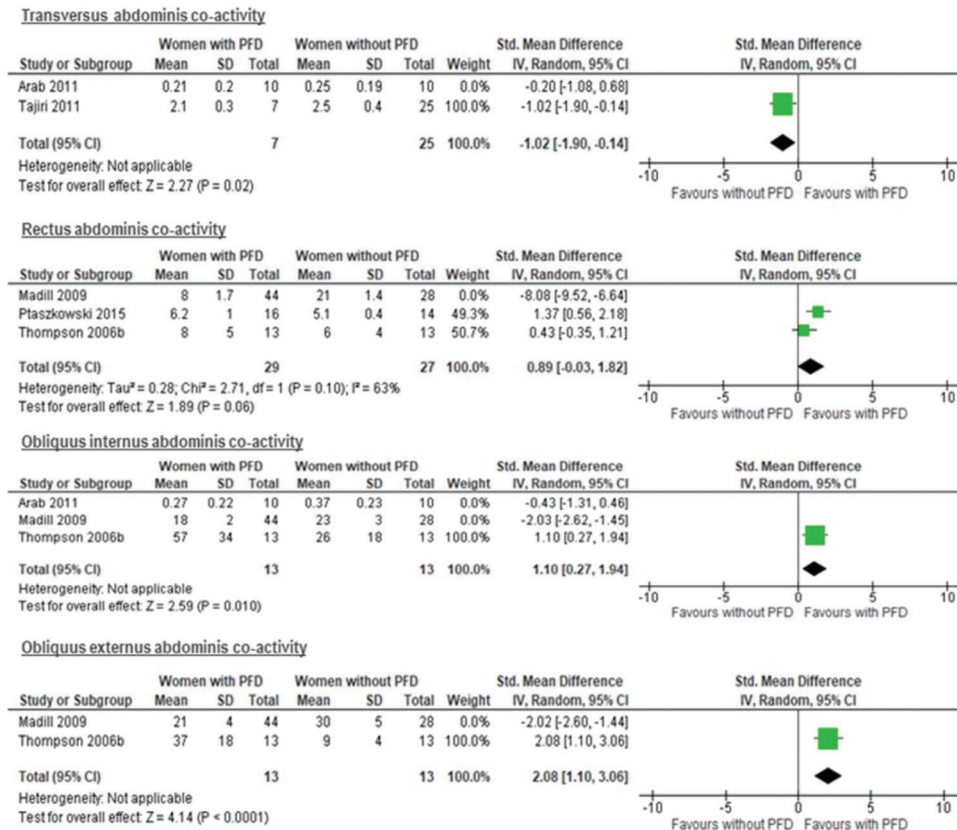 Transversus abdominis co-activity
Women with PFD Women without PFD Std. Mean Difference Std. Mean Difference
Study or Subgroup Mean SD Total Mean SD Total Weight IV, Random, 95% CI IV, Random, 95% CI
Arab 2011 0.21 0.2 10 0.25 0.19 10 0.0% -0.20 [-1.08, 0.68]
Tajiri 2011 2.1 0.3 7 2.5 0.4 25 100.0% -1.02 [-1.90, -0.14]
Total (95% CI) 7 25 100.0% -1.02 [-1.90, -0.14]
Heterogeneity: Not applicable
Test for overall effect: Z = 2.27 (P = 0.02)
-10 -5 0 5 10
Favours without PFD Favours with PFD
Rectus abdominis co-activity
Women with PFD Women without PFD Std. Mean Difference Std. Mean Difference
Study or Subgroup Mean SD Total Mean SD Total Weight IV, Random, 95% CI IV, Random, 95% CI
Madill 2009 8 1.7 44 21 1.4 28 0.0% -8.08 [-9.52, -6.64]
Ptaszkowski 2015 6.2 1 16 5.1 0.4 14 49.3% 1.37 [0.56, 2.18]
Thompson 2006b 8 5 13 6 4 13 50.7% 0.43 [-0.35, 1.21]
Total (95% CI) 29 27 100.0% 0.89 [-0.03, 1.82]
Heterogeneity: Tau² = 0.28; Chi² = 2.71, df = 1 (P = 0.10); I² = 63%
Test for overall effect: Z = 1.89 (P = 0.06)
-10 -5 0 5 10
Favours without PFD Favours with PFD
Obliquus internus abdominis co-activity
Women with PFD Women without PFD Std. Mean Difference Std. Mean Difference
Study or Subgroup Mean SD Total Mean SD Total Weight IV, Random, 95% CI IV, Random, 95% CI
Arab 2011 0.27 0.22 10 0.37 0.23 10 0.0% -0.43 [-1.31, 0.46]
Madill 2009 18 2 44 23 3 28 0.0% -2.03 [-2.62, -1.45]
Thompson 2006b 57 34 13 26 18 13 100.0% 1.10 [0.27, 1.94]
Total (95% CI) 13 13 100.0% 1.10 [0.27, 1.94]
Heterogeneity: Not applicable
Test for overall effect: Z = 2.59 (P = 0.010)
-10 -5 0 5 10
Favours without PFD Favours with PFD
Obliquus externus abdominis co-activity
Women with PFD Women without PFD Std. Mean Difference Std. Mean Difference
Study or Subgroup Mean SD Total Mean SD Total Weight IV, Random, 95% CI IV, Random, 95% CI
Madill 2009 21 4 44 30 5 28 0.0% -2.02 [-2.60, -1.44]
Thompson 2006b 37 18 13 9 4 13 100.0% 2.08 [1.10, 3.06]
Total (95% CI) 13 13 100.0% 2.08 [1.10, 3.06]
Heterogeneity: Not applicable
Test for overall effect: Z = 4.14 (P < 0.0001)
-10 -5 0 5 10
Favours without PFD Favours with PFD